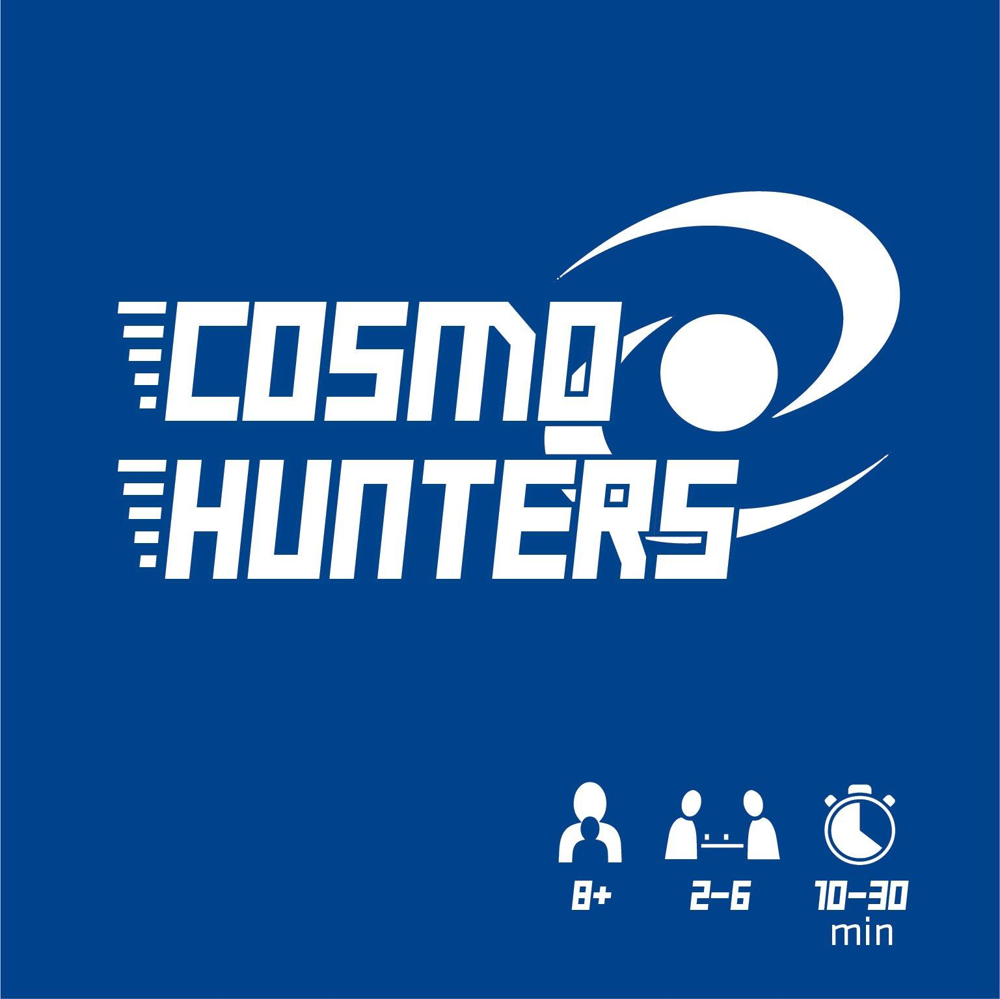 COSMO
HUNTERS
8+
2-6
10-30
min